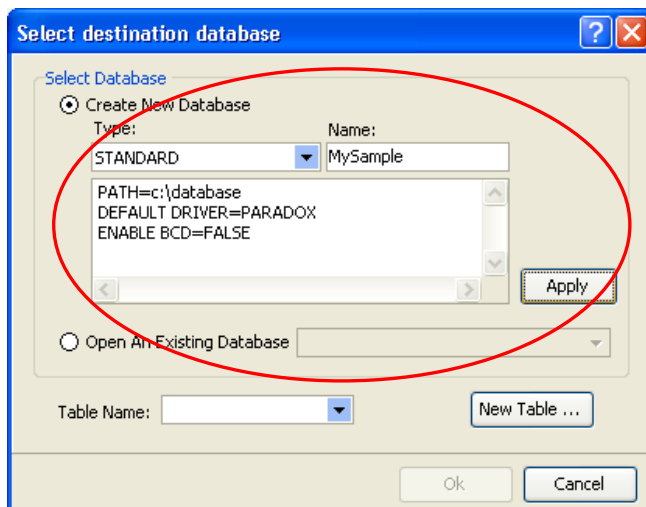 Select destination database
Select Database
Create New Database
Type: Name:
STANDARD MySample
PATH=c:\database
DEFAULT DRIVER=PARADOX
ENABLE BCD=FALSE
Apply
Open An Existing Database
Table Name: New Table ...
Ok Cancel